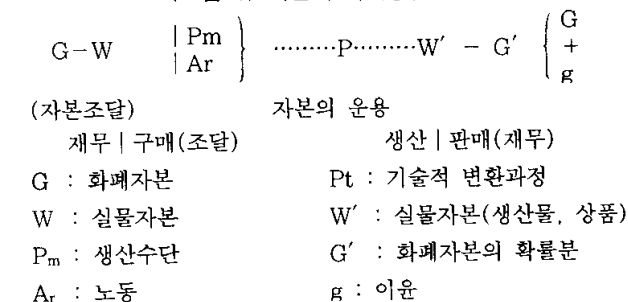 G－W | Pm ⎫ ·········P·········W′ － G′ ⎧ G
| Ar ⎭ ⎨ +
⎩ g
(자본조달) 자본의 운용
재무 | 구매(조달) 생산 | 판매(재무)
G : 화폐자본 Pt : 기술적 변환과정
W : 실물자본 W′ : 실물자본(생산물, 상품)
Pm : 생산수단 G′ : 화폐자본의 확률분
Ar : 노동 g : 이윤